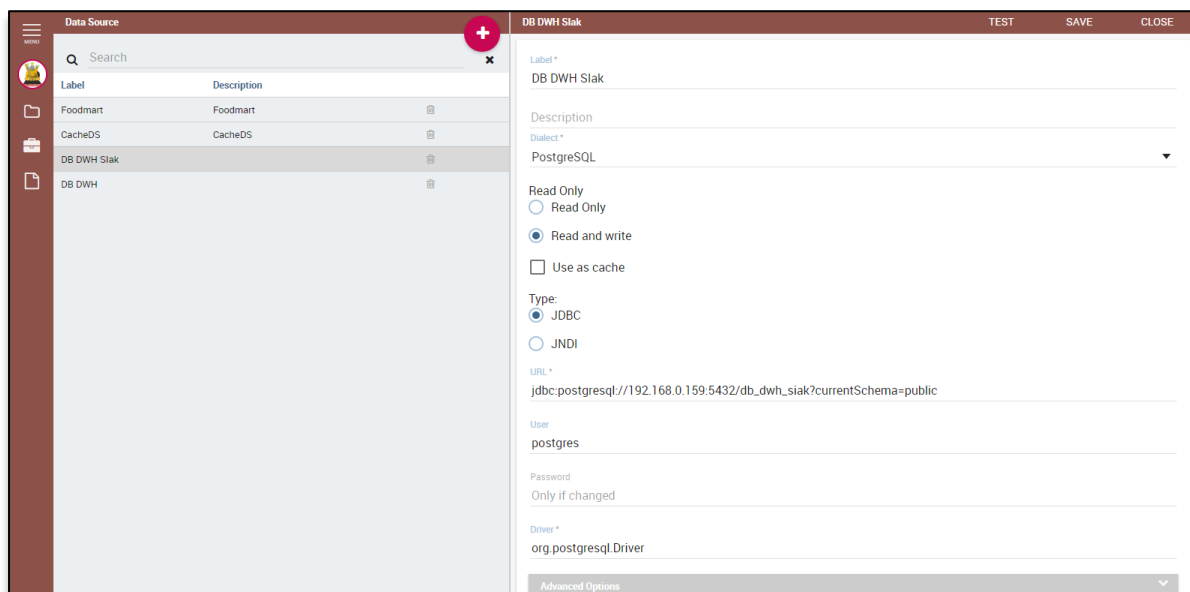 MENU
Data Source
Search
Label Description
Foodmart Foodmart
CacheDS CacheDS
DB DWH SIak
DB DWH
DB DWH SIak TEST SAVE CLOSE
Label *
DB DWH SIak
Description
Dialect *
PostgreSQL
Read Only
Read Only
Read and write
Use as cache
Type:
JDBC
JNDI
URL *
jdbc:postgresql://192.168.0.159:5432/db_dwh_siak?currentSchema=public
User
postgres
Password
Only if changed
Driver *
org.postgresql.Driver
Advanced Options